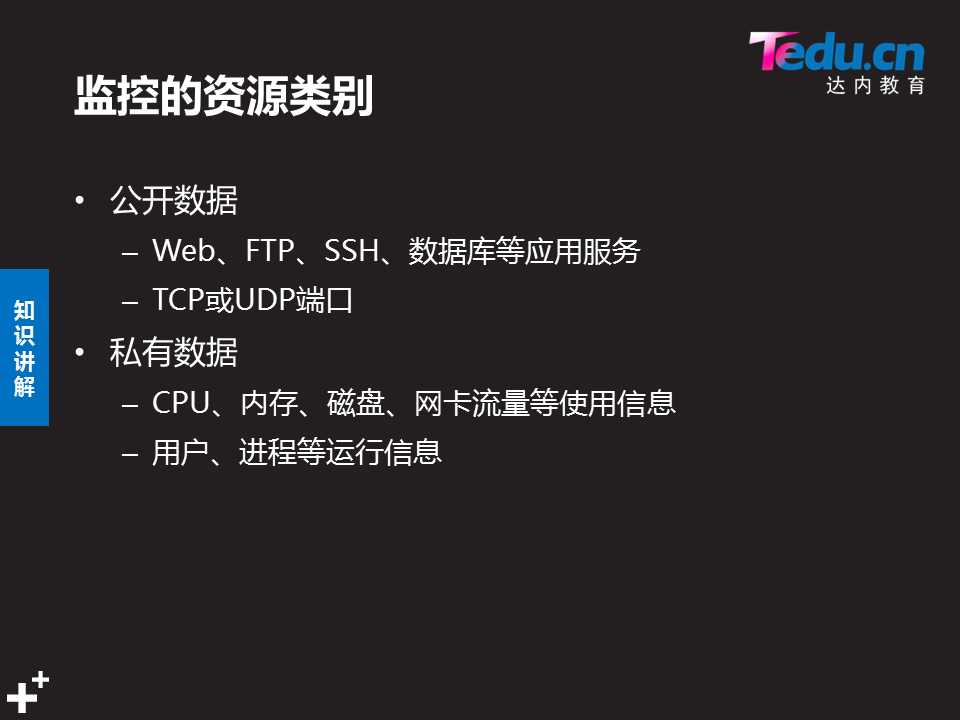 Tedu.cn
达内教育
监控的资源类别
• 公开数据
– Web、FTP、SSH、数据库等应用服务
– TCP或UDP端口
• 私有数据
– CPU、内存、磁盘、网卡流量等使用信息
– 用户、进程等运行信息
知识讲解